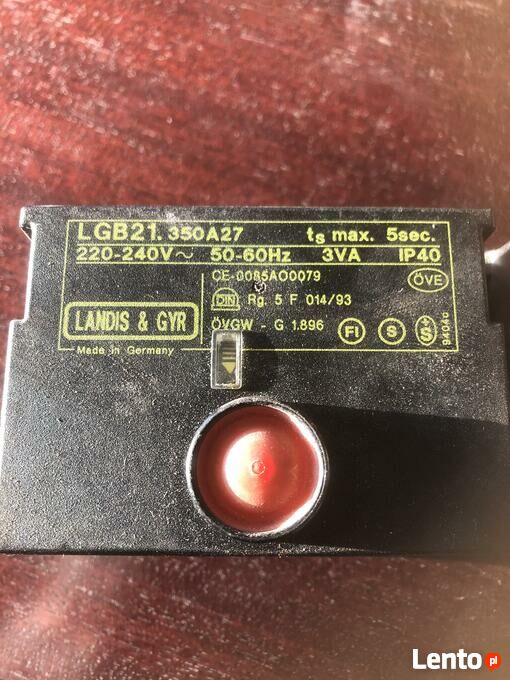 LGB21. 350A27 ts max. 5sec.
220-240V~ 50-60Hz 3VA IP40
CE-0085AO0079
ÖVE
DIN Rg. 5 F 014/93
LANDIS & GYR
ÖVGW - G 1.896 FI S S+S
Made in Germany
Lento pl